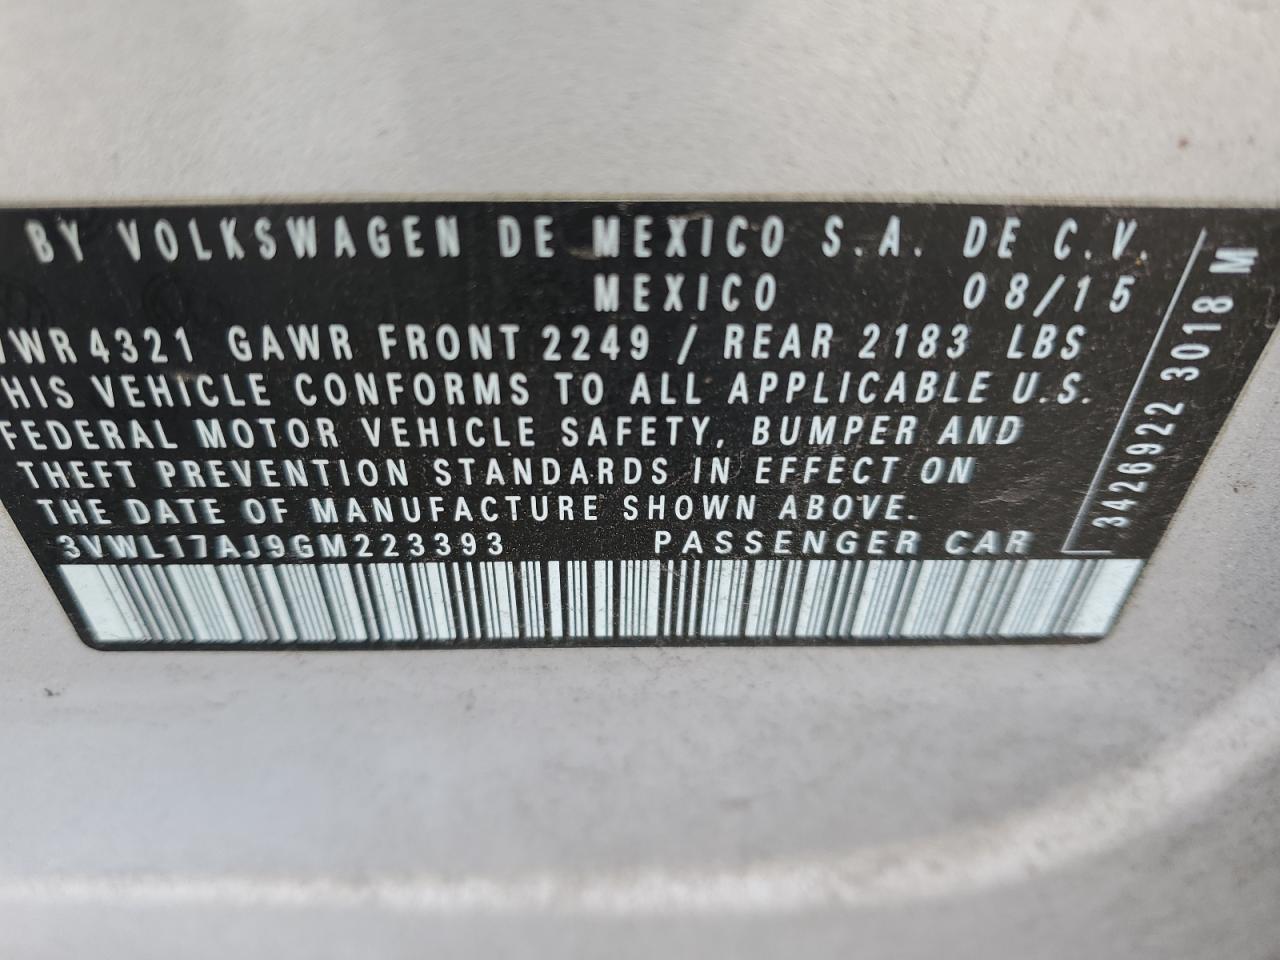 BY VOLKSWAGEN DE MEXICO S.A. DE C.V.
MEXICO 08/15
WR 4321 GAWR FRONT 2249 / REAR 2183 LBS
HIS VEHICLE CONFORMS TO ALL APPLICABLE U.S.
FEDERAL MOTOR VEHICLE SAFETY, BUMPER AND
THEFT PREVENTION STANDARDS IN EFFECT ON
THE DATE OF MANUFACTURE SHOWN ABOVE.
3VWL17AJ9GM223393 PASSENGER CAR
3426922 3018 M